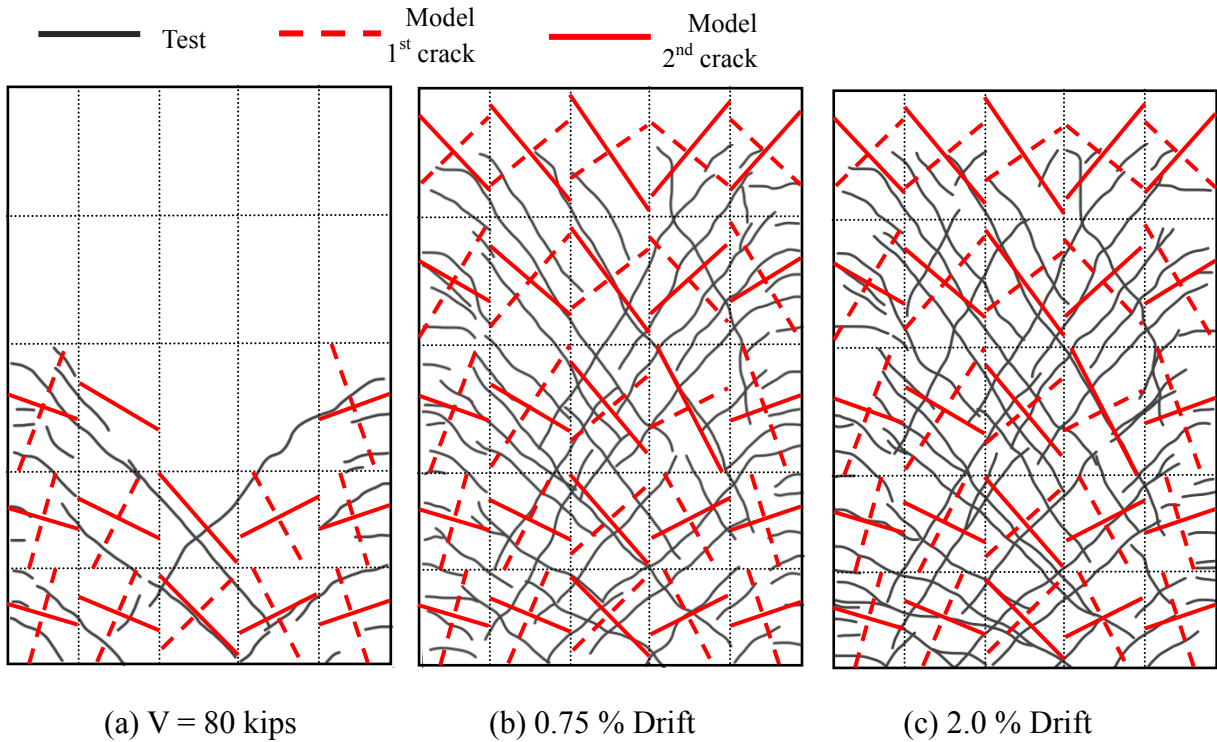 Test
Model
1st crack
Model
2nd crack
(a) V = 80 kips
(b) 0.75 % Drift
(c) 2.0 % Drift